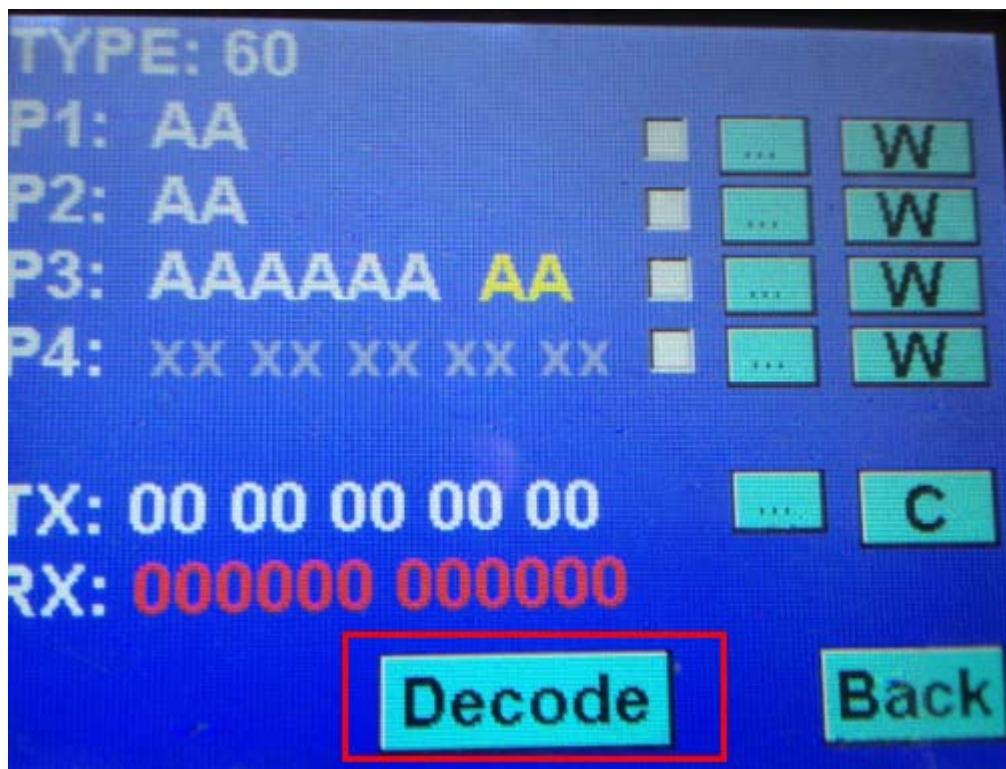 TYPE: 60
P1: AA ... W
P2: AA ... W
P3: AAAAAA AA ... W
P4: XX XX XX XX XX ... W
TX: 00 00 00 00 00 ... C
RX: 000000 000000
Decode Back